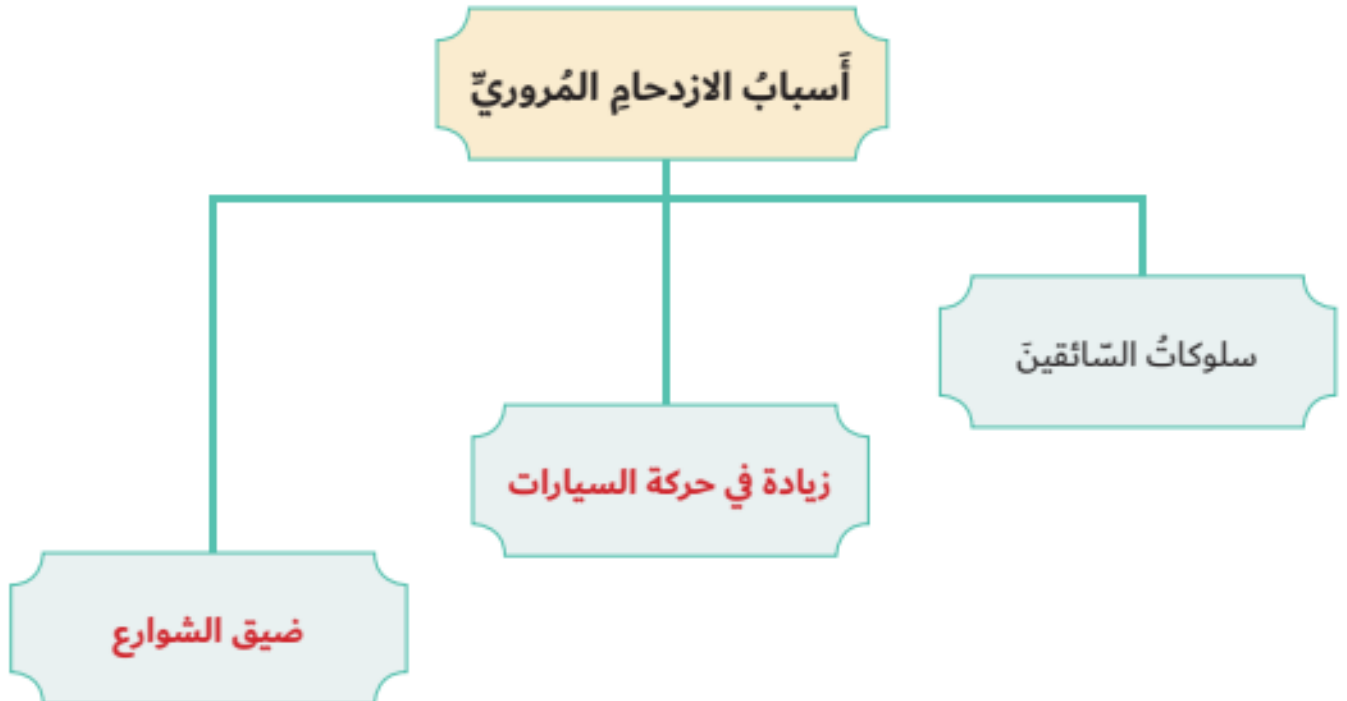 أَسبابُ الازدحامِ المُروريِّ
سلوكاتُ السّائقينَ
زيادة في حركة السيارات
ضيق الشوارع